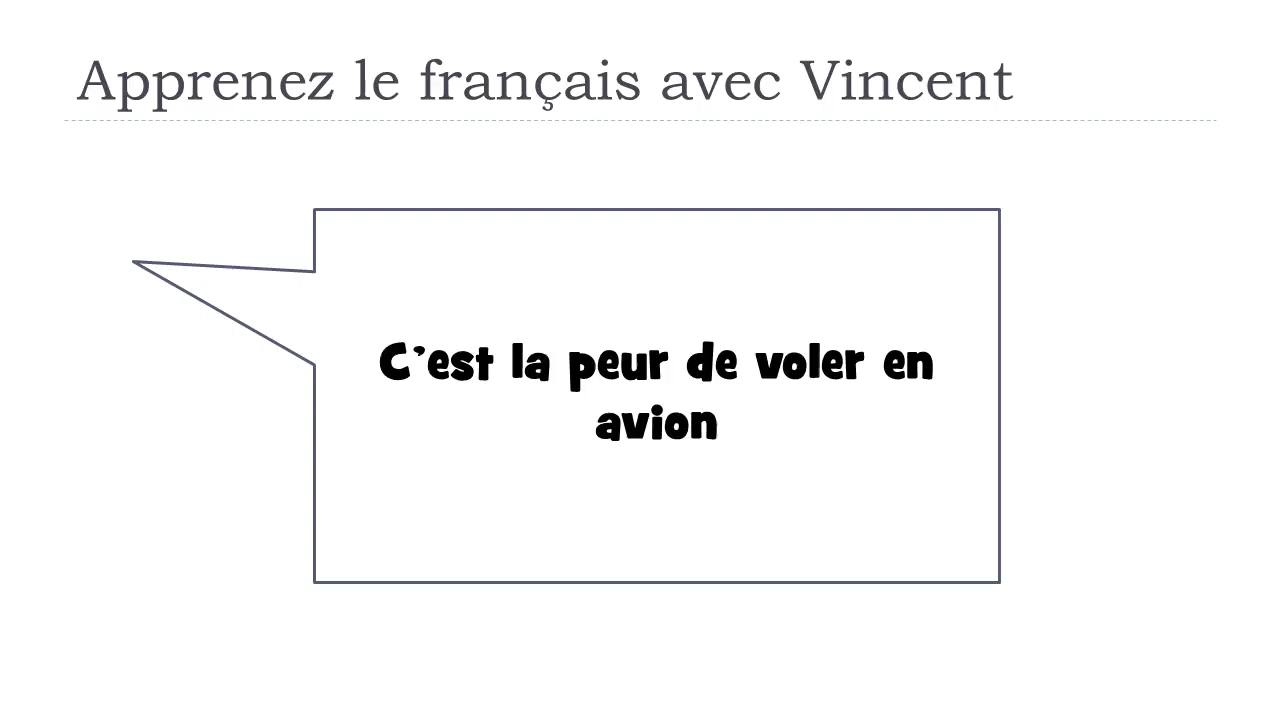 Apprenez le français avec Vincent
C’est la peur de voler en
avion